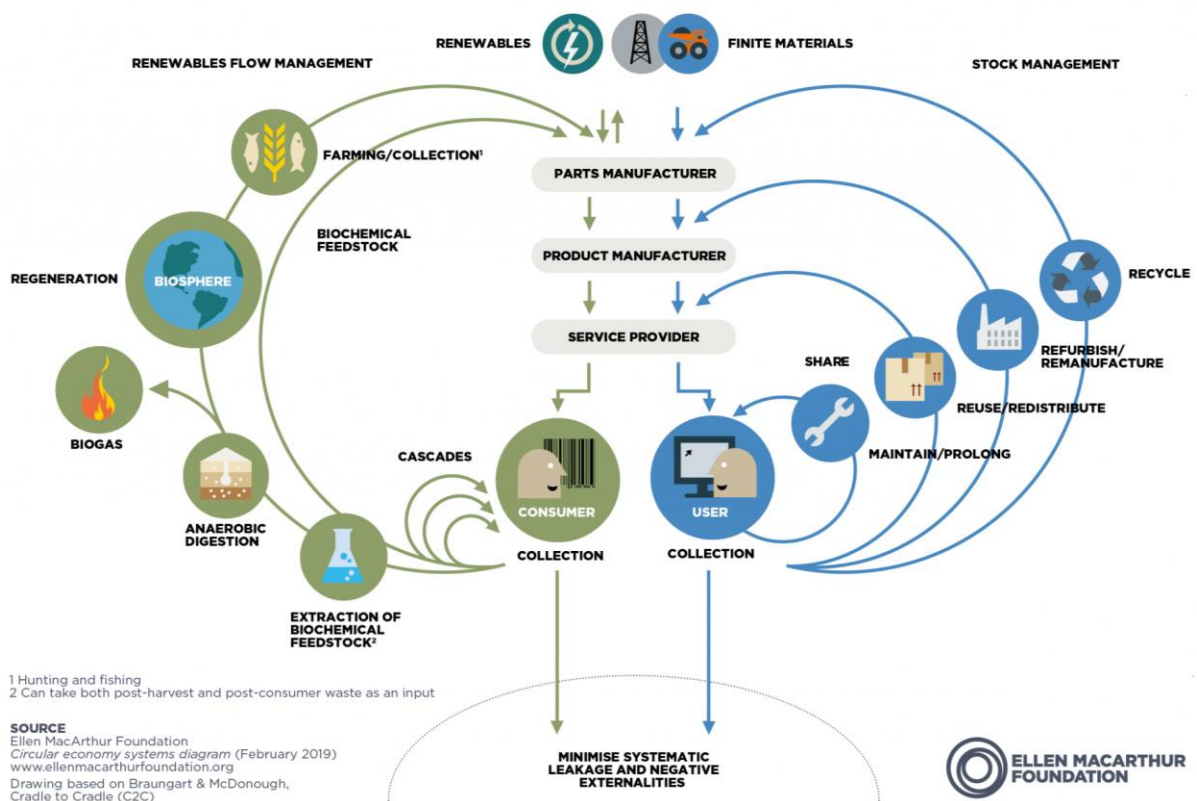 RENEWABLES
FINITE MATERIALS
RENEWABLES FLOW MANAGEMENT
STOCK MANAGEMENT
FARMING/COLLECTION¹
PARTS MANUFACTURER
BIOCHEMICAL
FEEDSTOCK
PRODUCT MANUFACTURER
REGENERATION
BIOSPHERE
RECYCLE
SERVICE PROVIDER
SHARE
REFURBISH/
REMANUFACTURE
REUSE/REDISTRIBUTE
BIOGAS
CASCADES
MAINTAIN/PROLONG
CONSUMER
USER
ANAEROBIC
DIGESTION
COLLECTION
COLLECTION
EXTRACTION OF
BIOCHEMICAL
FEEDSTOCK²
1 Hunting and fishing
2 Can take both post-harvest and post-consumer waste as an input
SOURCE
Ellen MacArthur Foundation
Circular economy systems diagram (February 2019)
www.ellenmacarthurfoundation.org
Drawing based on Braungart & McDonough,
Cradle to Cradle (C2C)
MINIMISE SYSTEMATIC
LEAKAGE AND NEGATIVE
EXTERNALITIES
ELLEN MACARTHUR
FOUNDATION